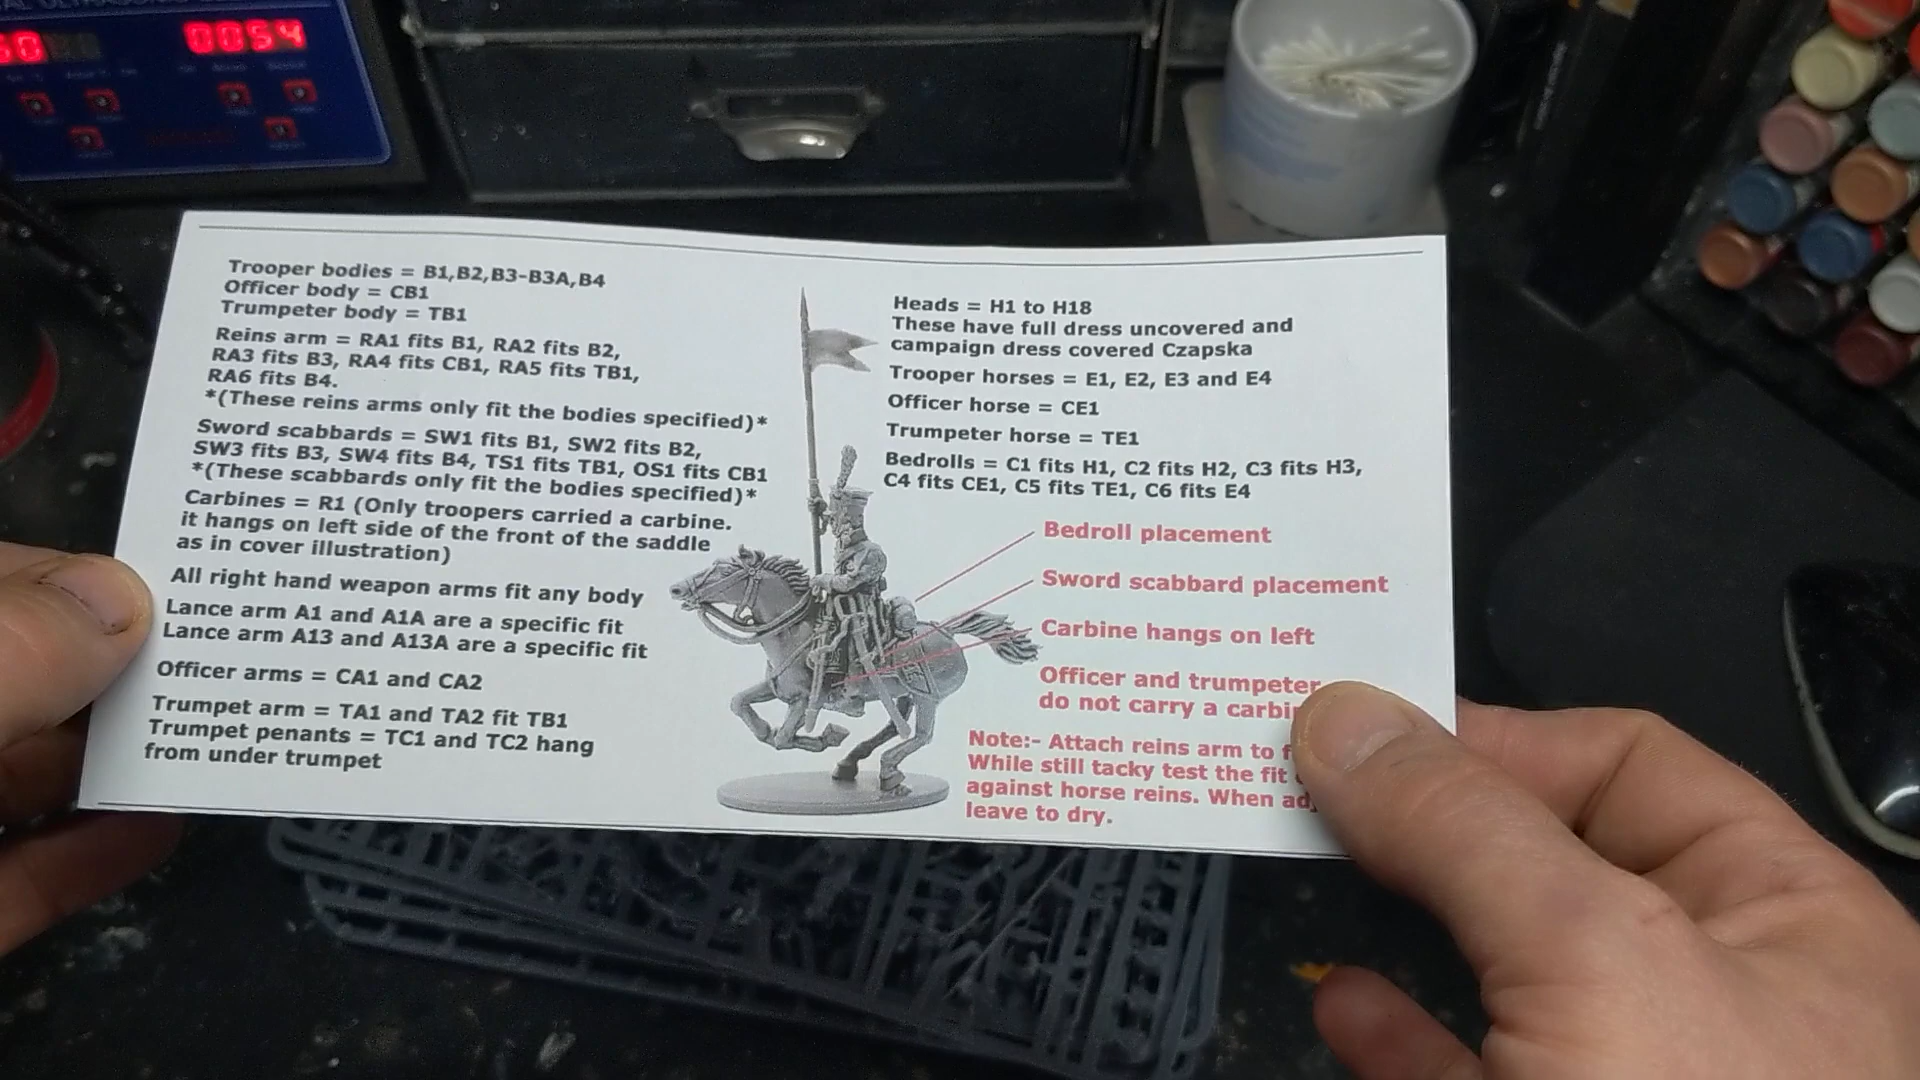 0054
Trooper bodies = B1,B2,B3-B3A,B4
Officer body = CB1
Trumpeter body = TB1
Reins arm = RA1 fits B1, RA2 fits B2,
RA3 fits B3, RA4 fits CB1, RA5 fits TB1,
RA6 fits B4.
*(These reins arms only fit the bodies specified)*
Sword scabbards = SW1 fits B1, SW2 fits B2,
SW3 fits B3, SW4 fits B4, TS1 fits TB1, OS1 fits CB1
*(These scabbards only fit the bodies specified)*
Carbines = R1 (Only troopers carried a carbine.
it hangs on left side of the front of the saddle
as in cover illustration)
All right hand weapon arms fit any body
Lance arm A1 and A1A are a specific fit
Lance arm A13 and A13A are a specific fit
Officer arms = CA1 and CA2
Trumpet arm = TA1 and TA2 fit TB1
Trumpet penants = TC1 and TC2 hang
from under trumpet
Heads = H1 to H18
These have full dress uncovered and
campaign dress covered Czapska
Trooper horses = E1, E2, E3 and E4
Officer horse = CE1
Trumpeter horse = TE1
Bedrolls = C1 fits H1, C2 fits H2, C3 fits H3,
C4 fits CE1, C5 fits TE1, C6 fits E4
Bedroll placement
Sword scabbard placement
Carbine hangs on left
Officer and trumpeter
do not carry a
Note:- Attach reins arm to
While still tacky test the fit
against horse reins. When
leave to dry.